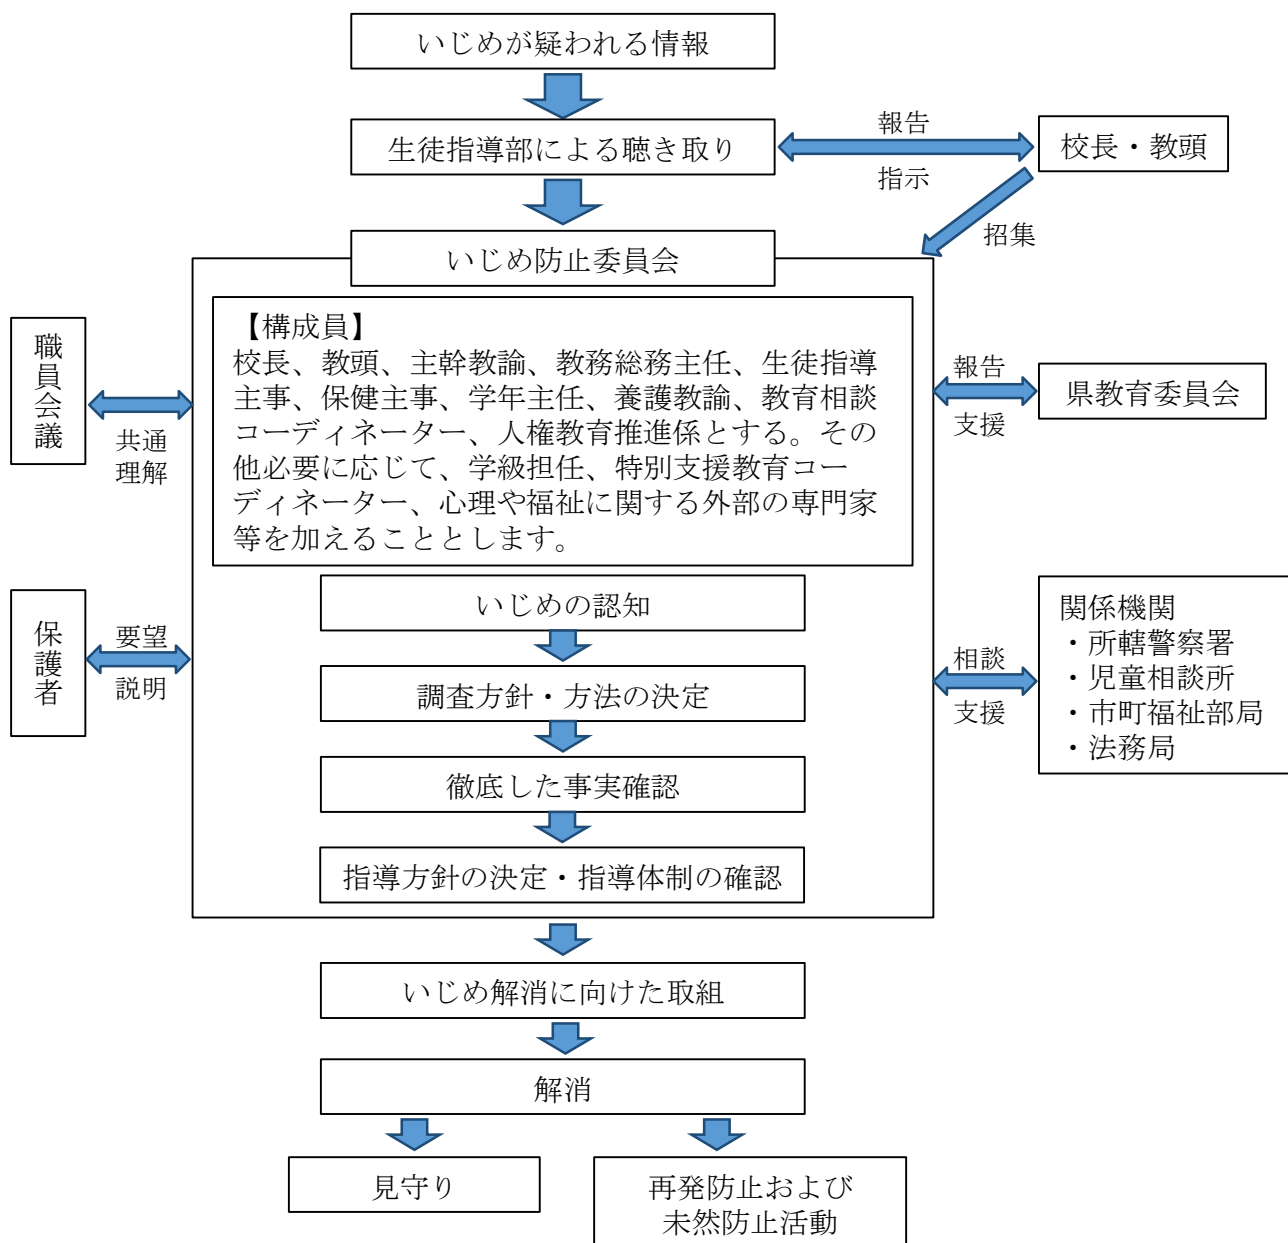 いじめが疑われる情報
生徒指導部による聴き取り
報告
指示
校長・教頭
招集
いじめ防止委員会
【構成員】
校長、教頭、主幹教諭、教務総務主任、生徒指導
主事、保健主事、学年主任、養護教諭、教育相談
コーディネーター、人権教育推進係とする。その
他必要に応じて、学級担任、特別支援教育コー
ディネーター、心理や福祉に関する外部の専門家
等を加えることとします。
職員会議
共通
理解
報告
支援
県教育委員会
保護者
要望
説明
いじめの認知
調査方針・方法の決定
徹底した事実確認
指導方針の決定・指導体制の確認
相談
支援
関係機関
・所轄警察署
・児童相談所
・市町福祉部局
・法務局
いじめ解消に向けた取組
解消
見守り
再発防止および
未然防止活動